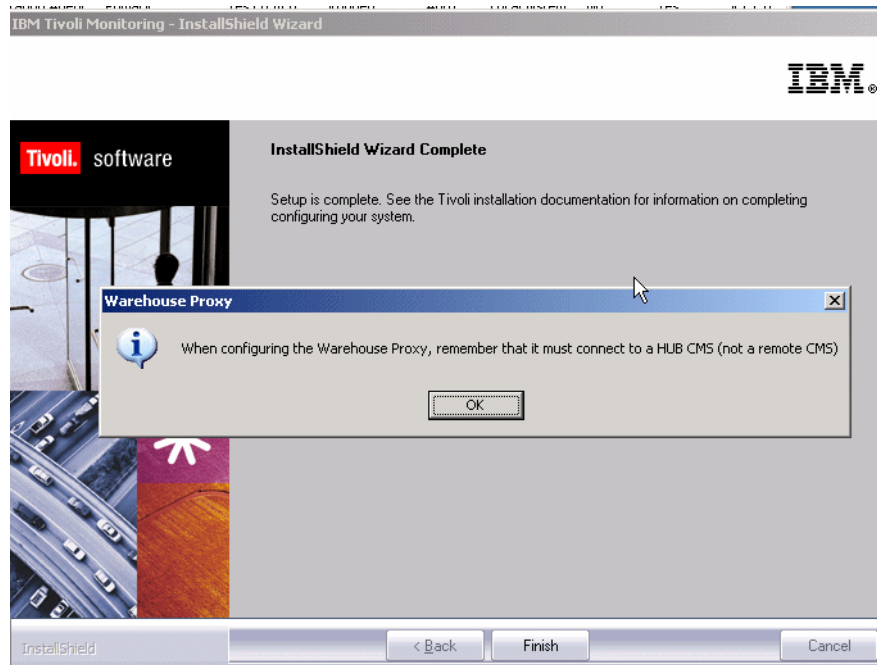 IBM Tivoli Monitoring - InstallShield Wizard
IBM®
Tivoli. software
InstallShield Wizard Complete
Setup is complete. See the Tivoli installation documentation for information on completing
configuring your system.
Warehouse Proxy
When configuring the Warehouse Proxy, remember that it must connect to a HUB CMS (not a remote CMS)
OK
InstallShield
< Back
Finish
Cancel